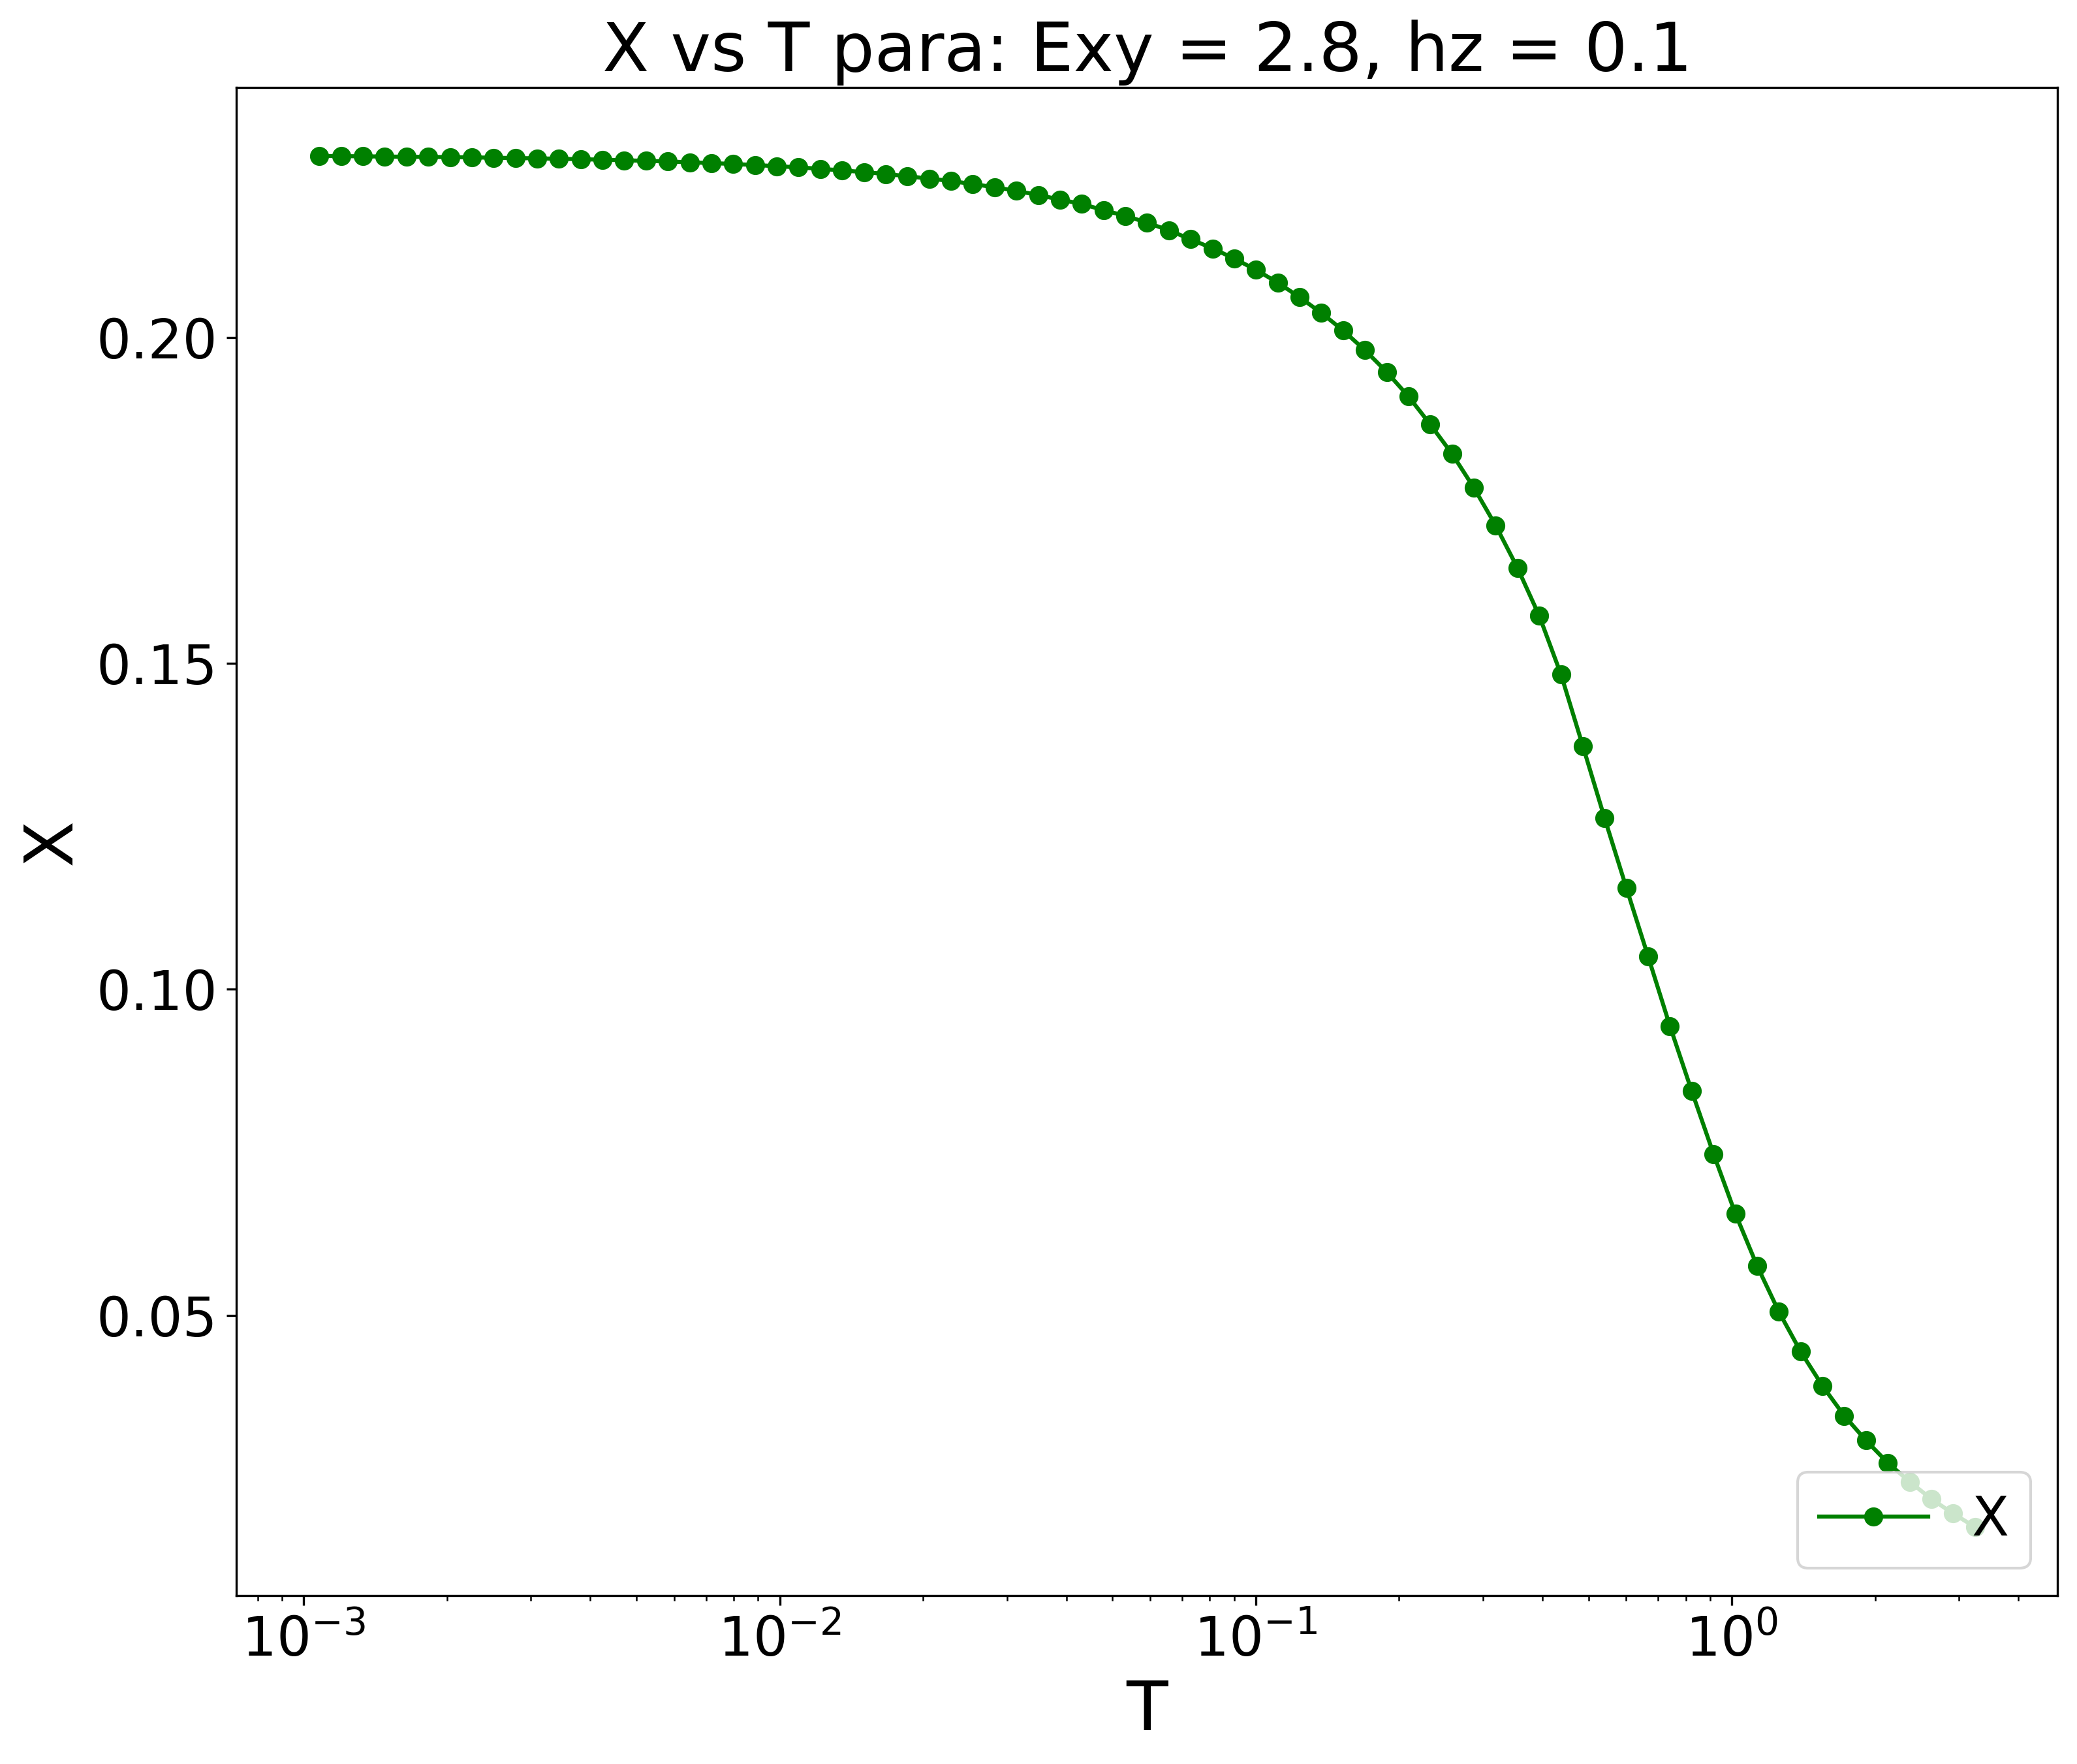 X vs T para: Exy = 2.8, hz = 0.1
X
0.20
0.15
0.10
0.05
X
10⁻³ 10⁻² 10⁻¹ 10⁰
T